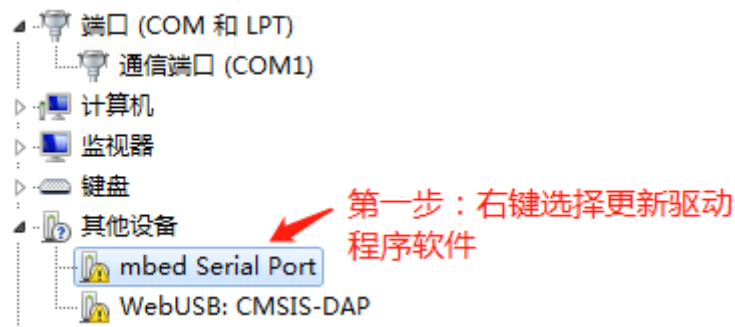 端口 (COM 和 LPT)
通信端口 (COM1)
计算机
监视器
键盘
其他设备
mbed Serial Port
WebUSB: CMSIS-DAP
第一步：右键选择更新驱动
程序软件